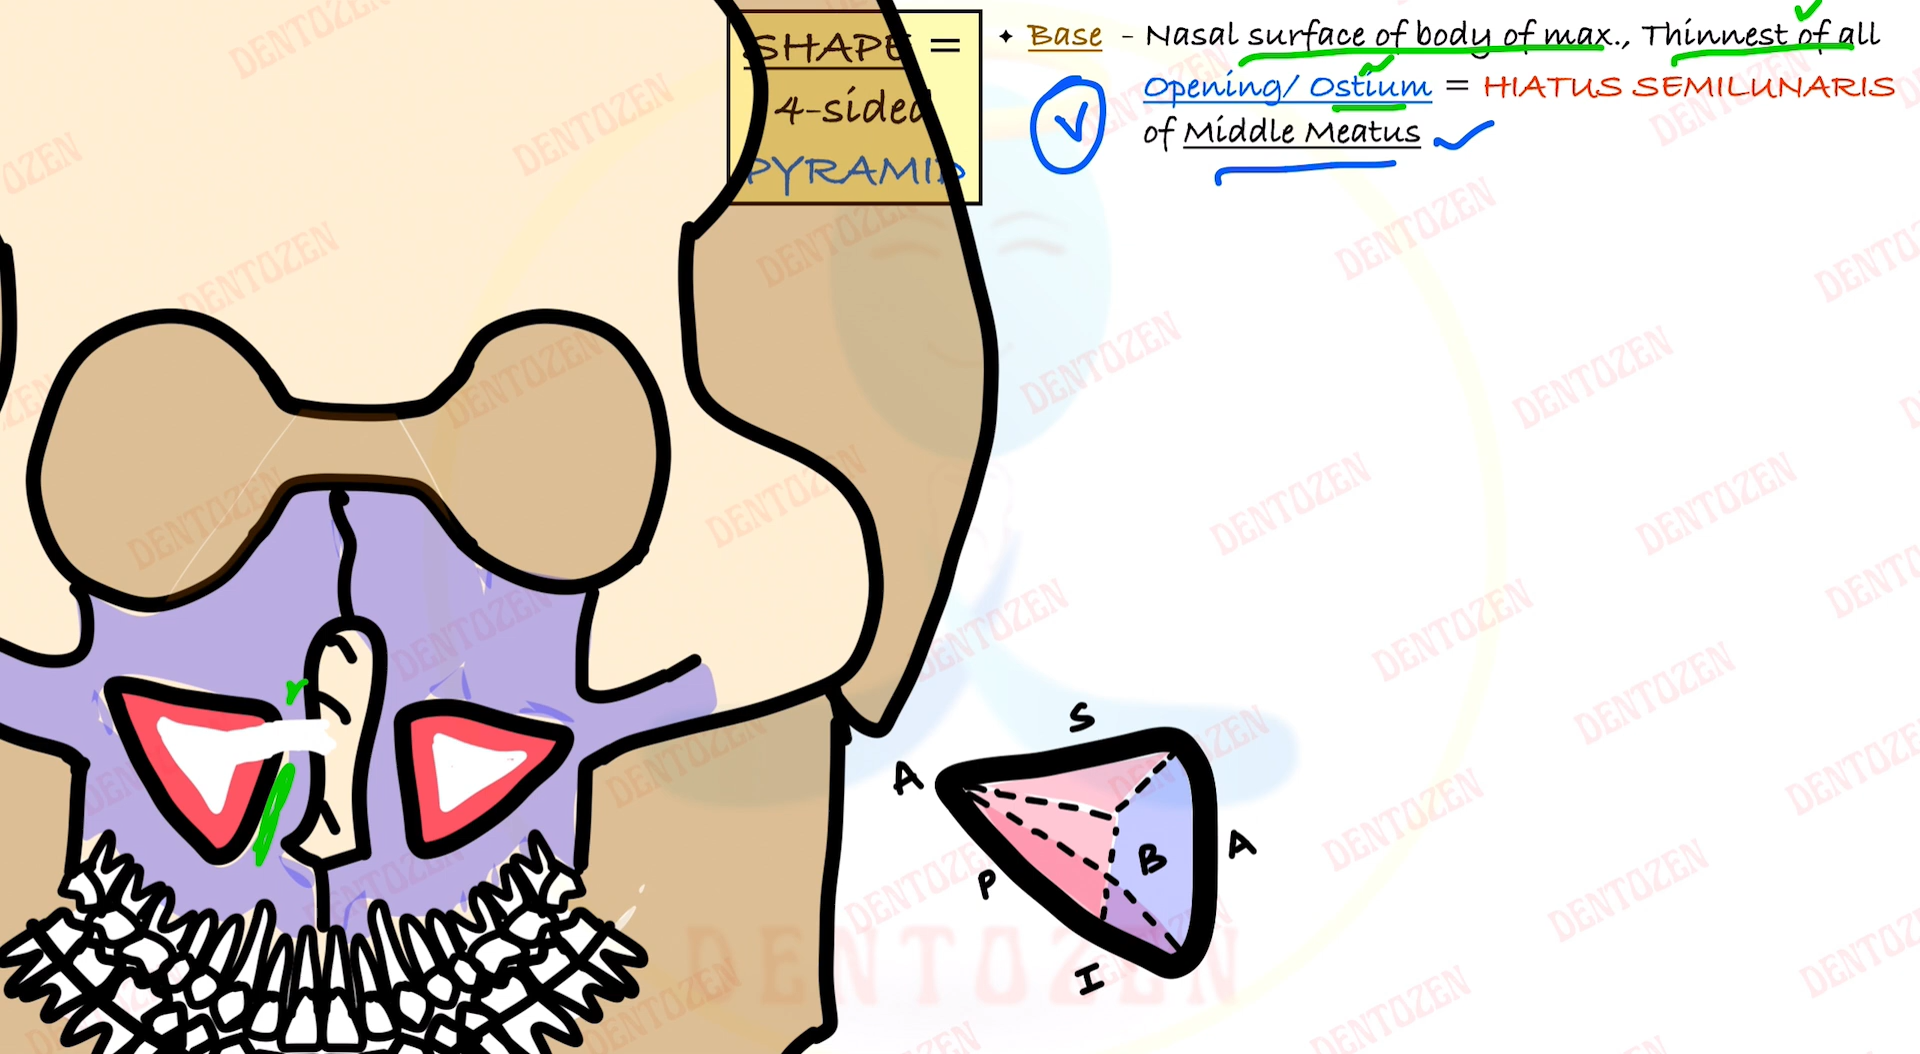 SHAPE =
4-sided
PYRAMID
✦ Base - Nasal surface of body of max., Thinnest of all
Opening/ Ostium = HIATUS SEMILUNARIS
of Middle Meatus
S
A
B
A
P
I
DENTOZEN